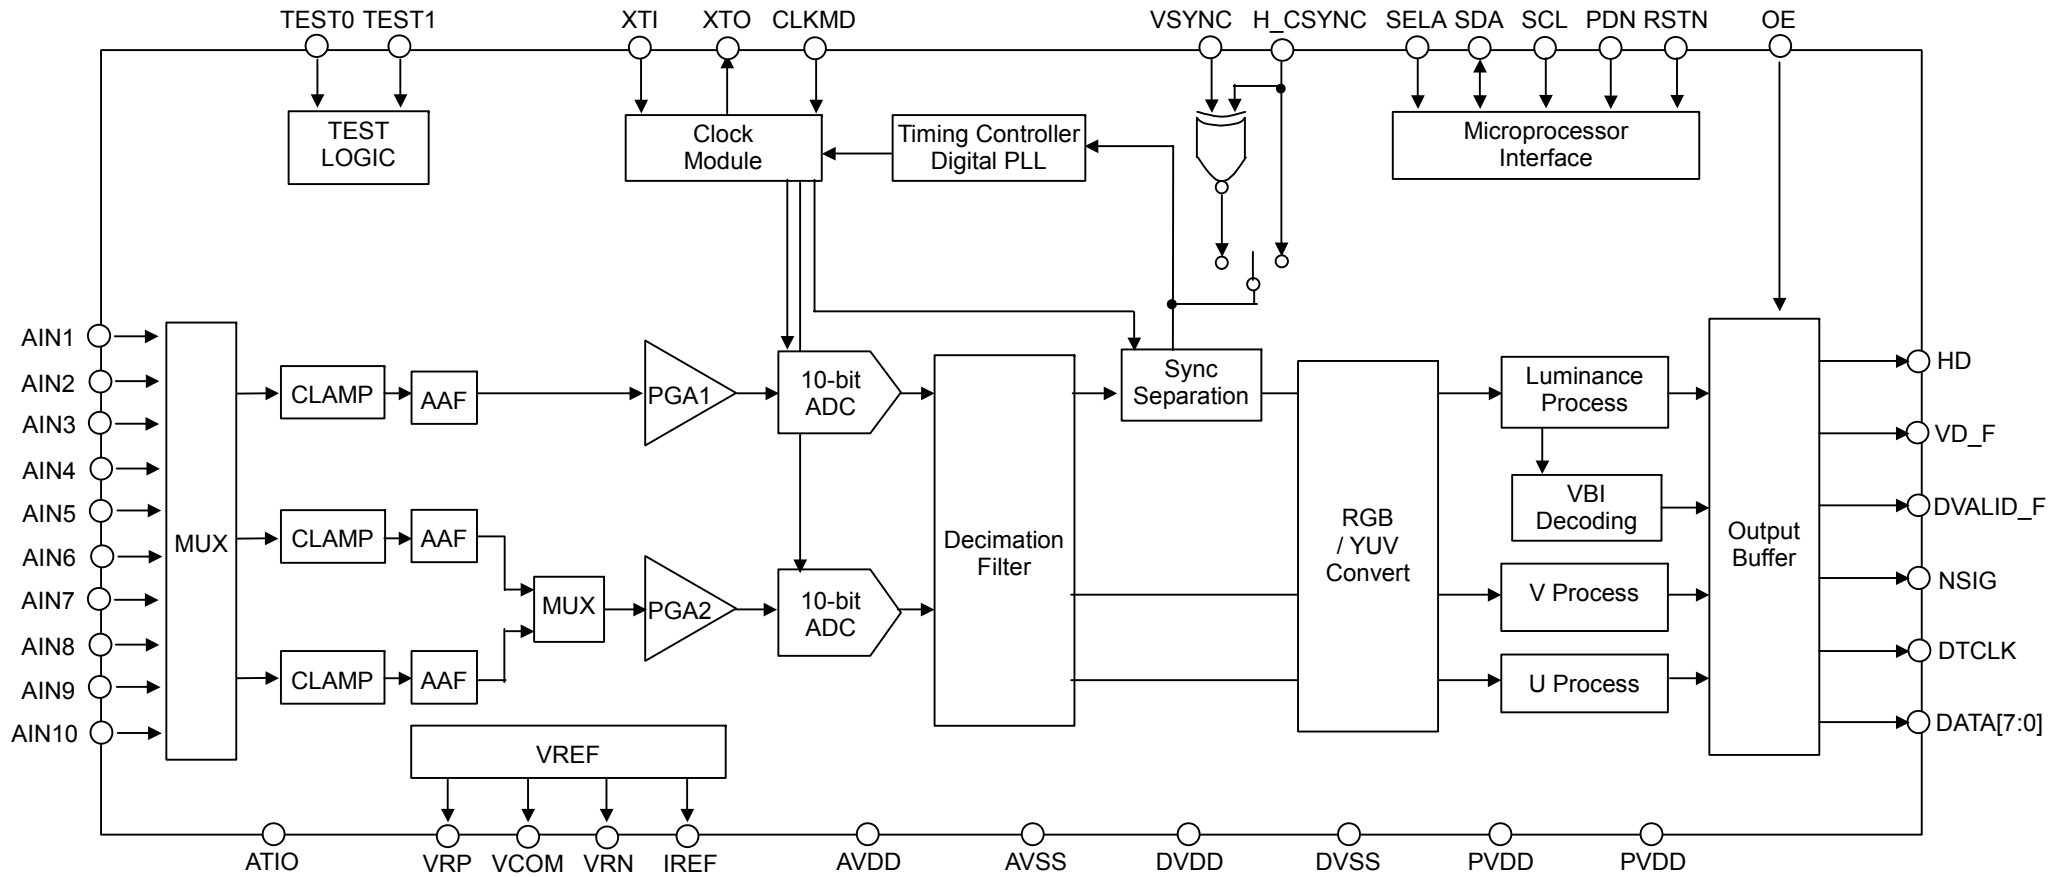 TEST0 TEST1 XTI XTO CLKMD VSYNC H_CSYNC SELA SDA SCL PDN RSTN OE
TEST
LOGIC
Clock
Module
Timing Controller
Digital PLL
Microprocessor
Interface
AIN1
AIN2
AIN3
AIN4
AIN5
AIN6
AIN7
AIN8
AIN9
AIN10
MUX
CLAMP
AAF
PGA1
10-bit
ADC
CLAMP
AAF
CLAMP
AAF
MUX
PGA2
10-bit
ADC
Decimation
Filter
Sync
Separation
RGB
/ YUV
Convert
Luminance
Process
VBI
Decoding
V Process
U Process
Output
Buffer
HD
VD_F
DVALID_F
NSIG
DTCLK
DATA[7:0]
VREF
ATIO VRP VCOM VRN IREF AVDD AVSS DVDD DVSS PVDD PVDD